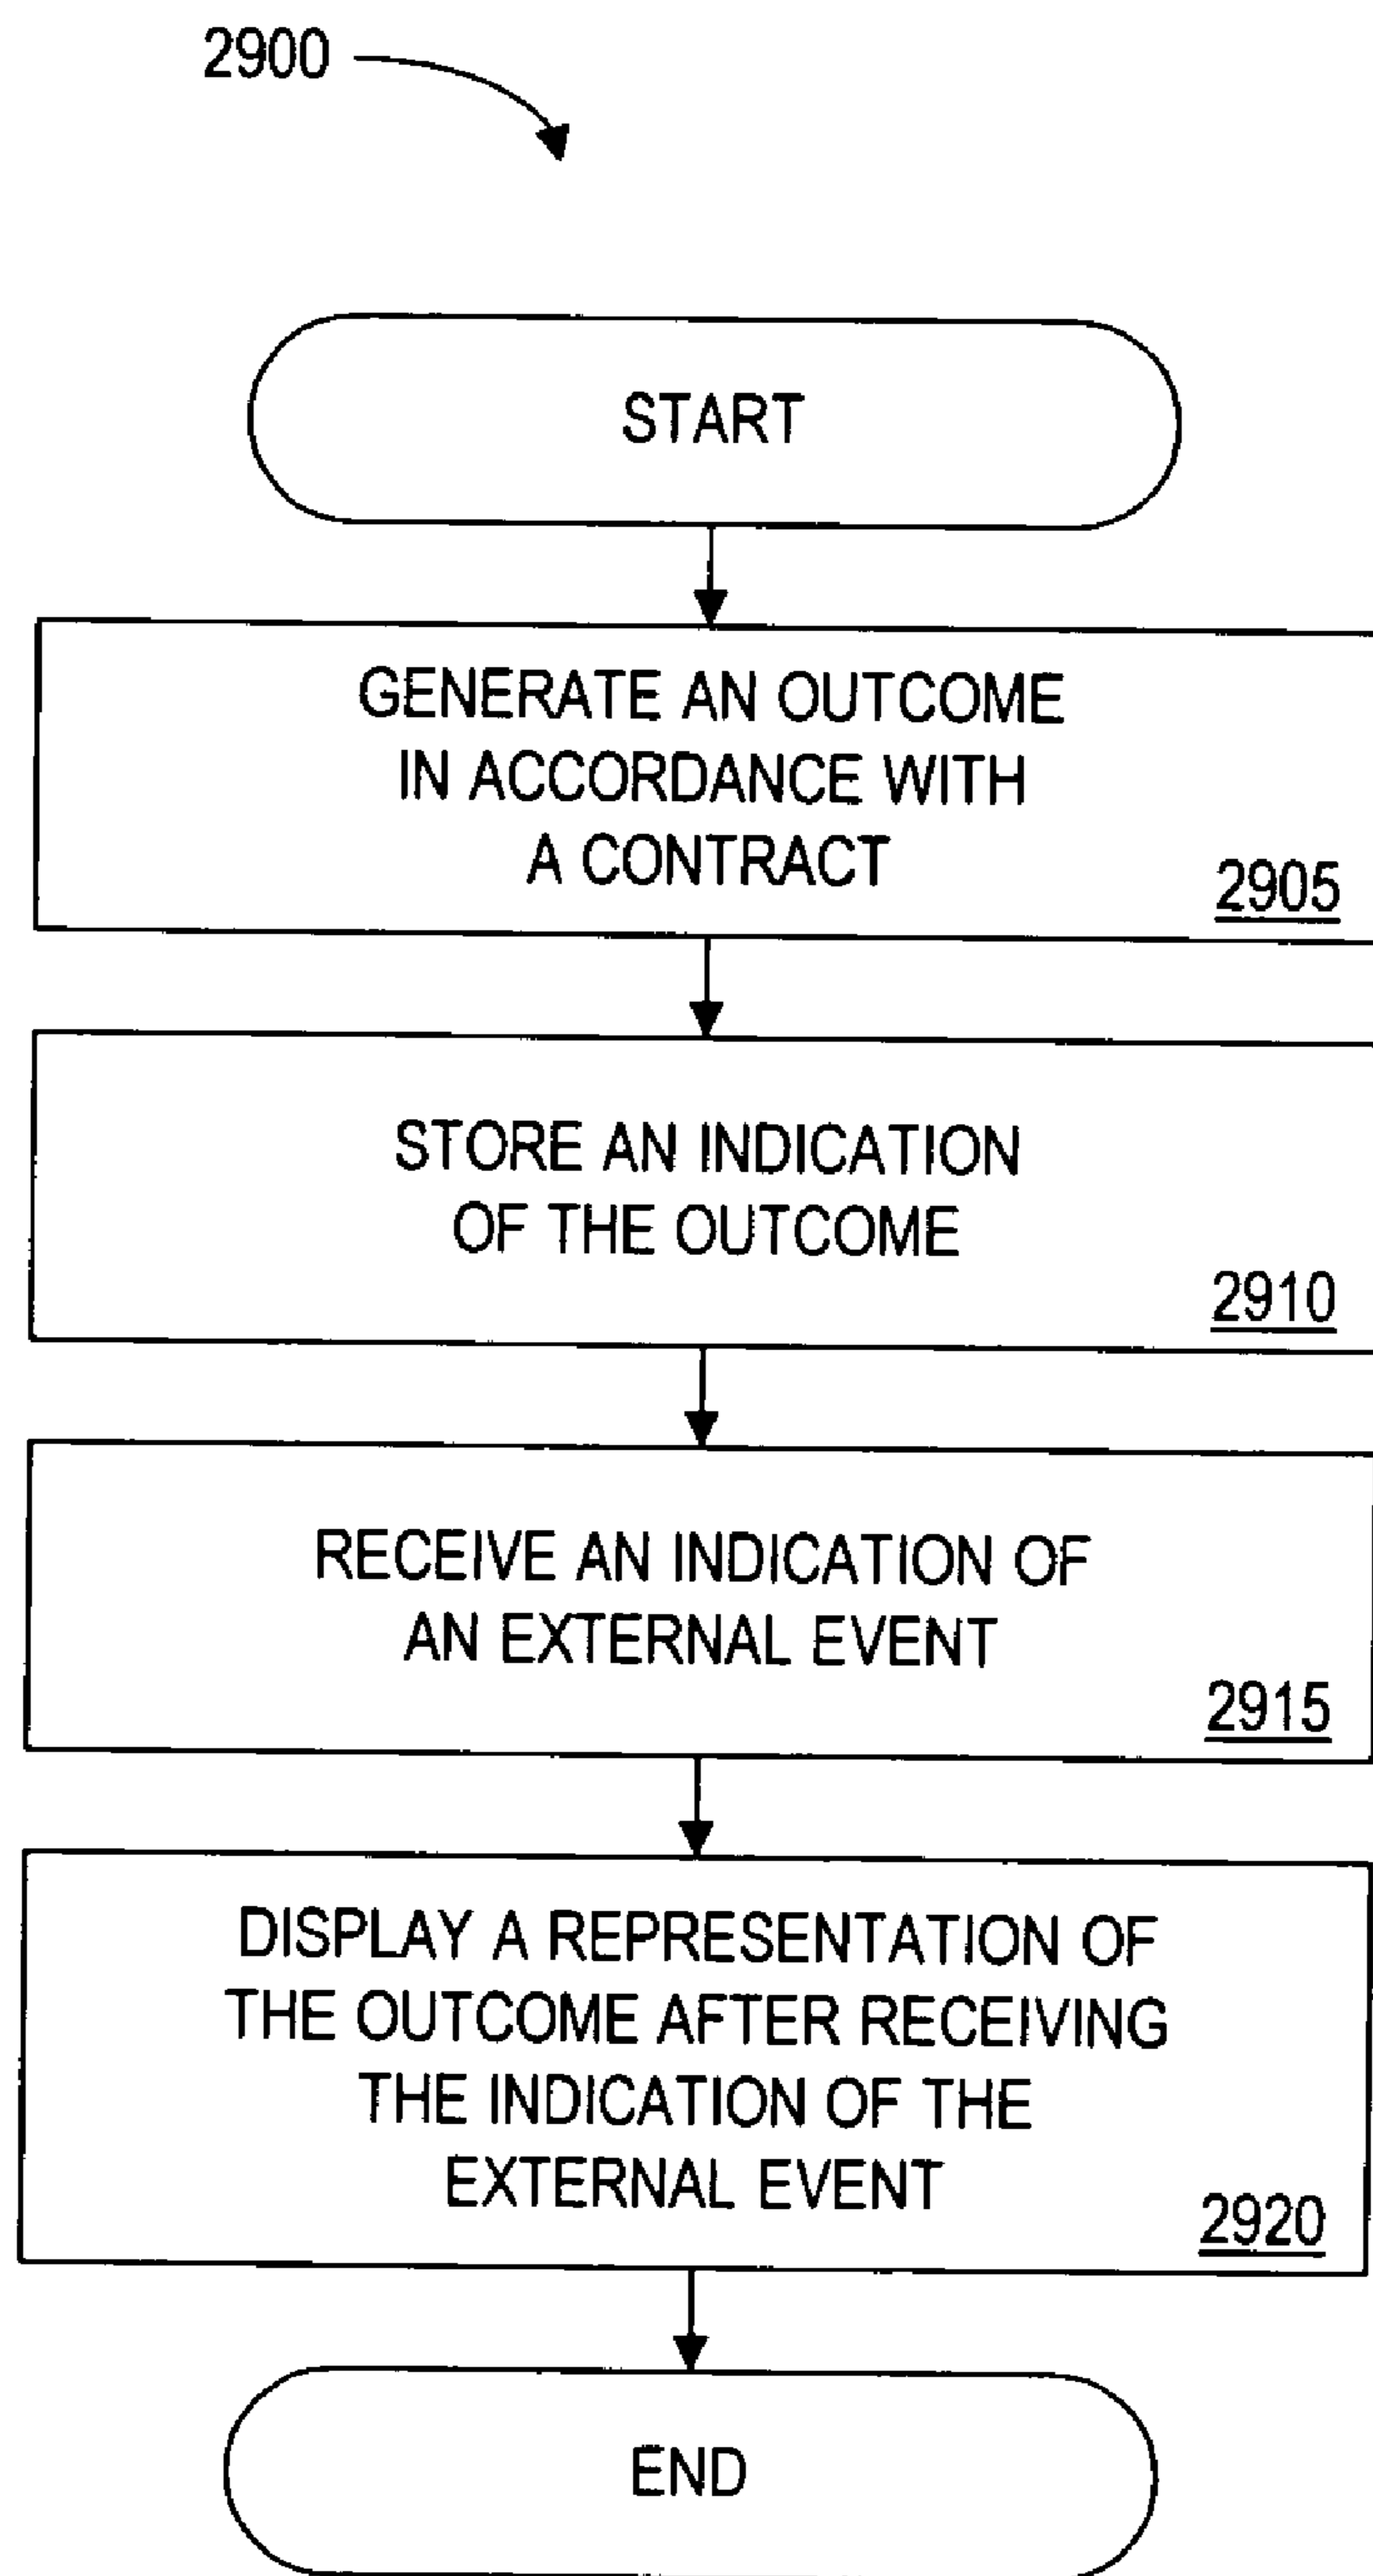 2900
START
GENERATE AN OUTCOME
IN ACCORDANCE WITH
A CONTRACT
2905
STORE AN INDICATION
OF THE OUTCOME
2910
RECEIVE AN INDICATION OF
AN EXTERNAL EVENT
2915
DISPLAY A REPRESENTATION OF
THE OUTCOME AFTER RECEIVING
THE INDICATION OF THE
EXTERNAL EVENT
2920
END